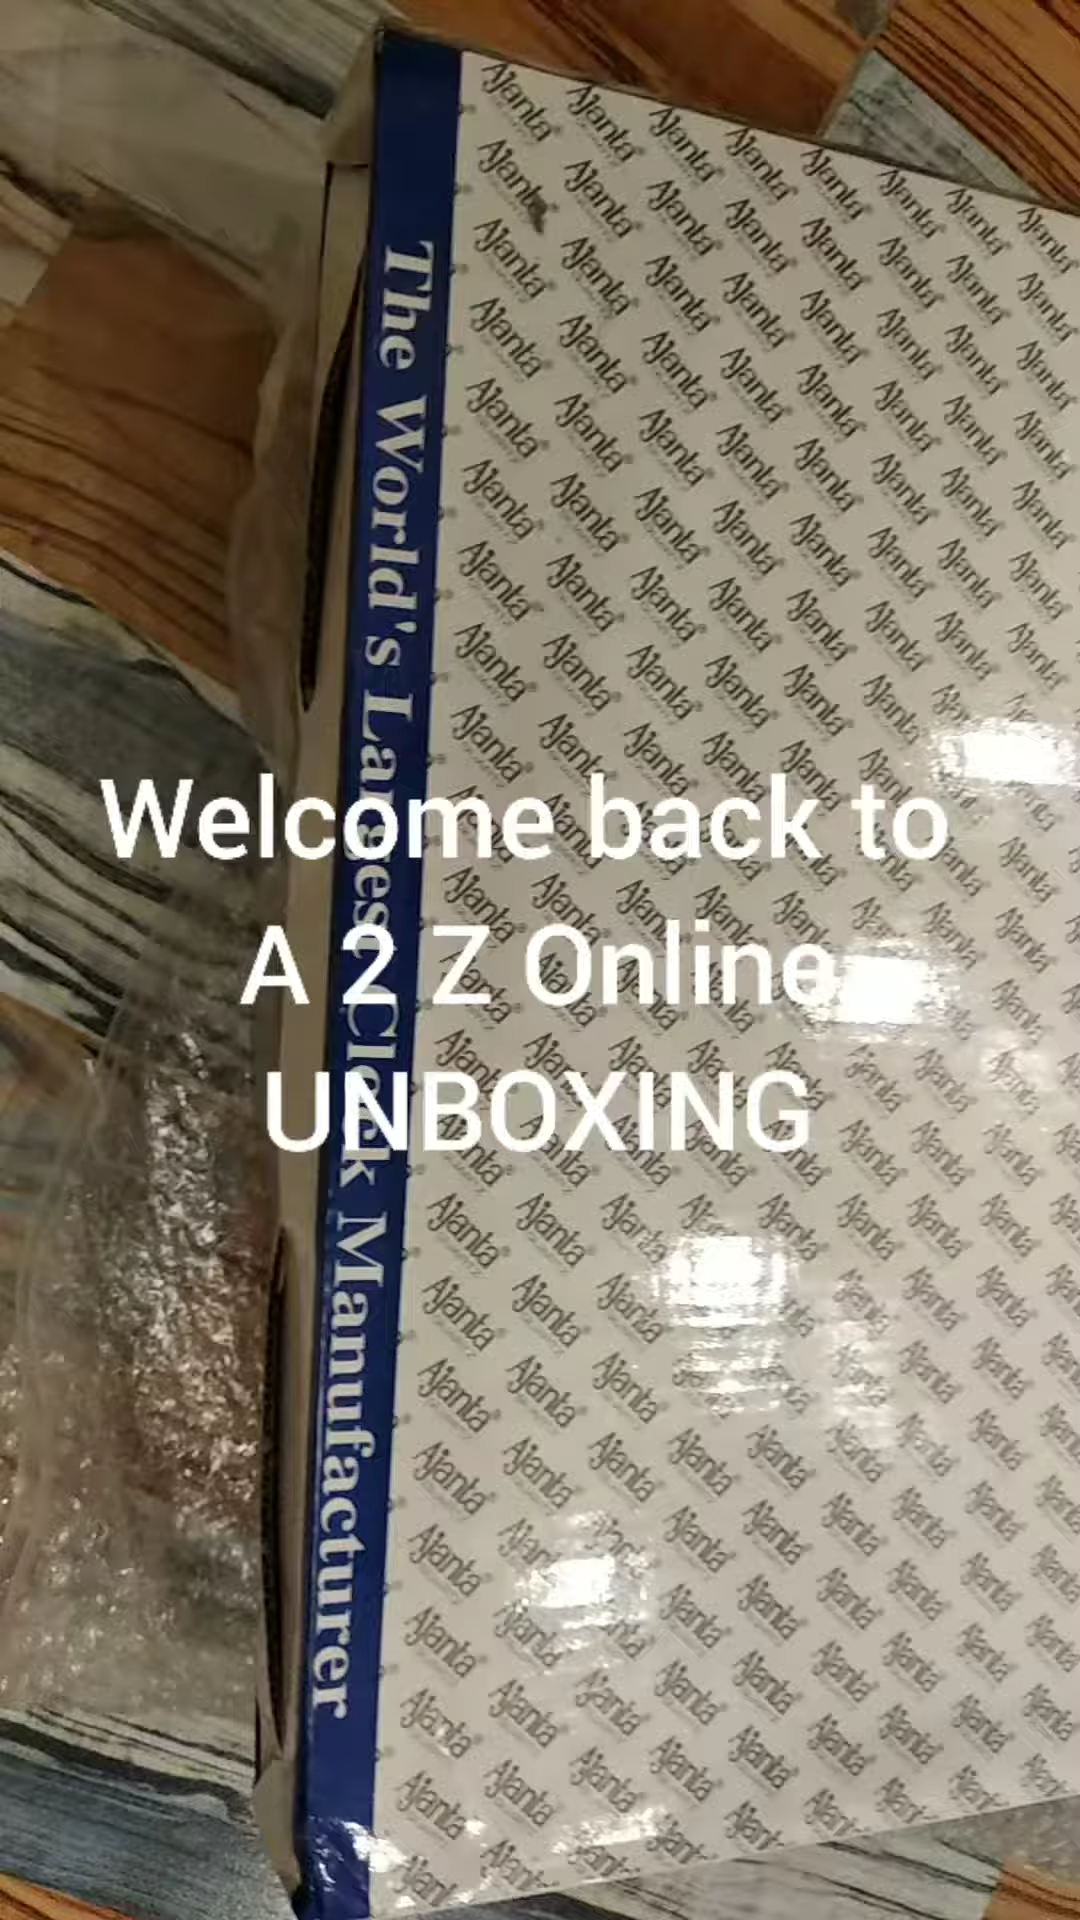 Welcome back to
A 2 Z Online
UNBOXING
The World's Largest Clock Manufacturer
Ajanta